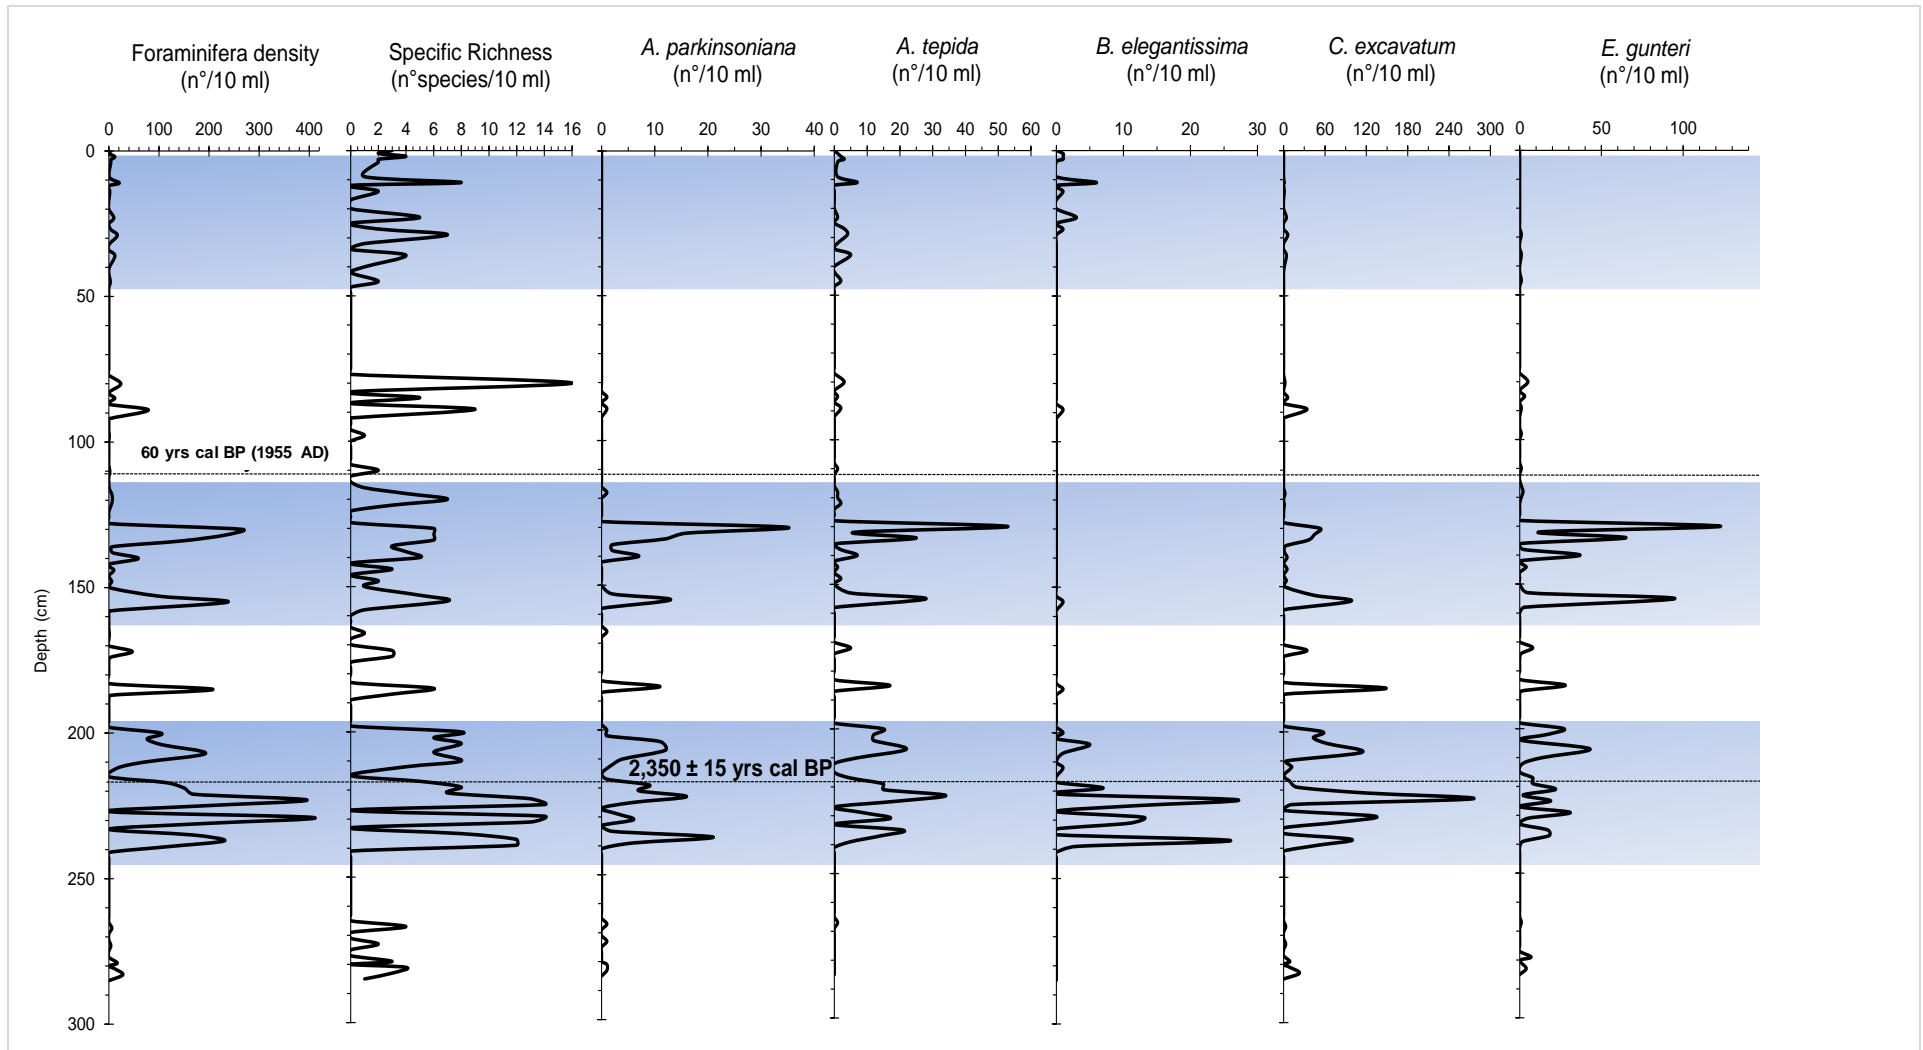 Foraminifera density
(n°/10 ml)
Specific Richness
(n°species/10 ml)
A. parkinsoniana
(n°/10 ml)
A. tepida
(n°/10 ml)
B. elegantissima
(n°/10 ml)
C. excavatum
(n°/10 ml)
E. gunteri
(n°/10 ml)
0 100 200 300 400
0 2 4 6 8 10 12 14 16
0 10 20 30 40
0 10 20 30 40 50 60
0 10 20 30
0 60 120 180 240 300
0 50 100
0
50
100
150
200
250
300
Depth (cm)
60 yrs cal BP (1955 AD)
2,350 ± 15 yrs cal BP